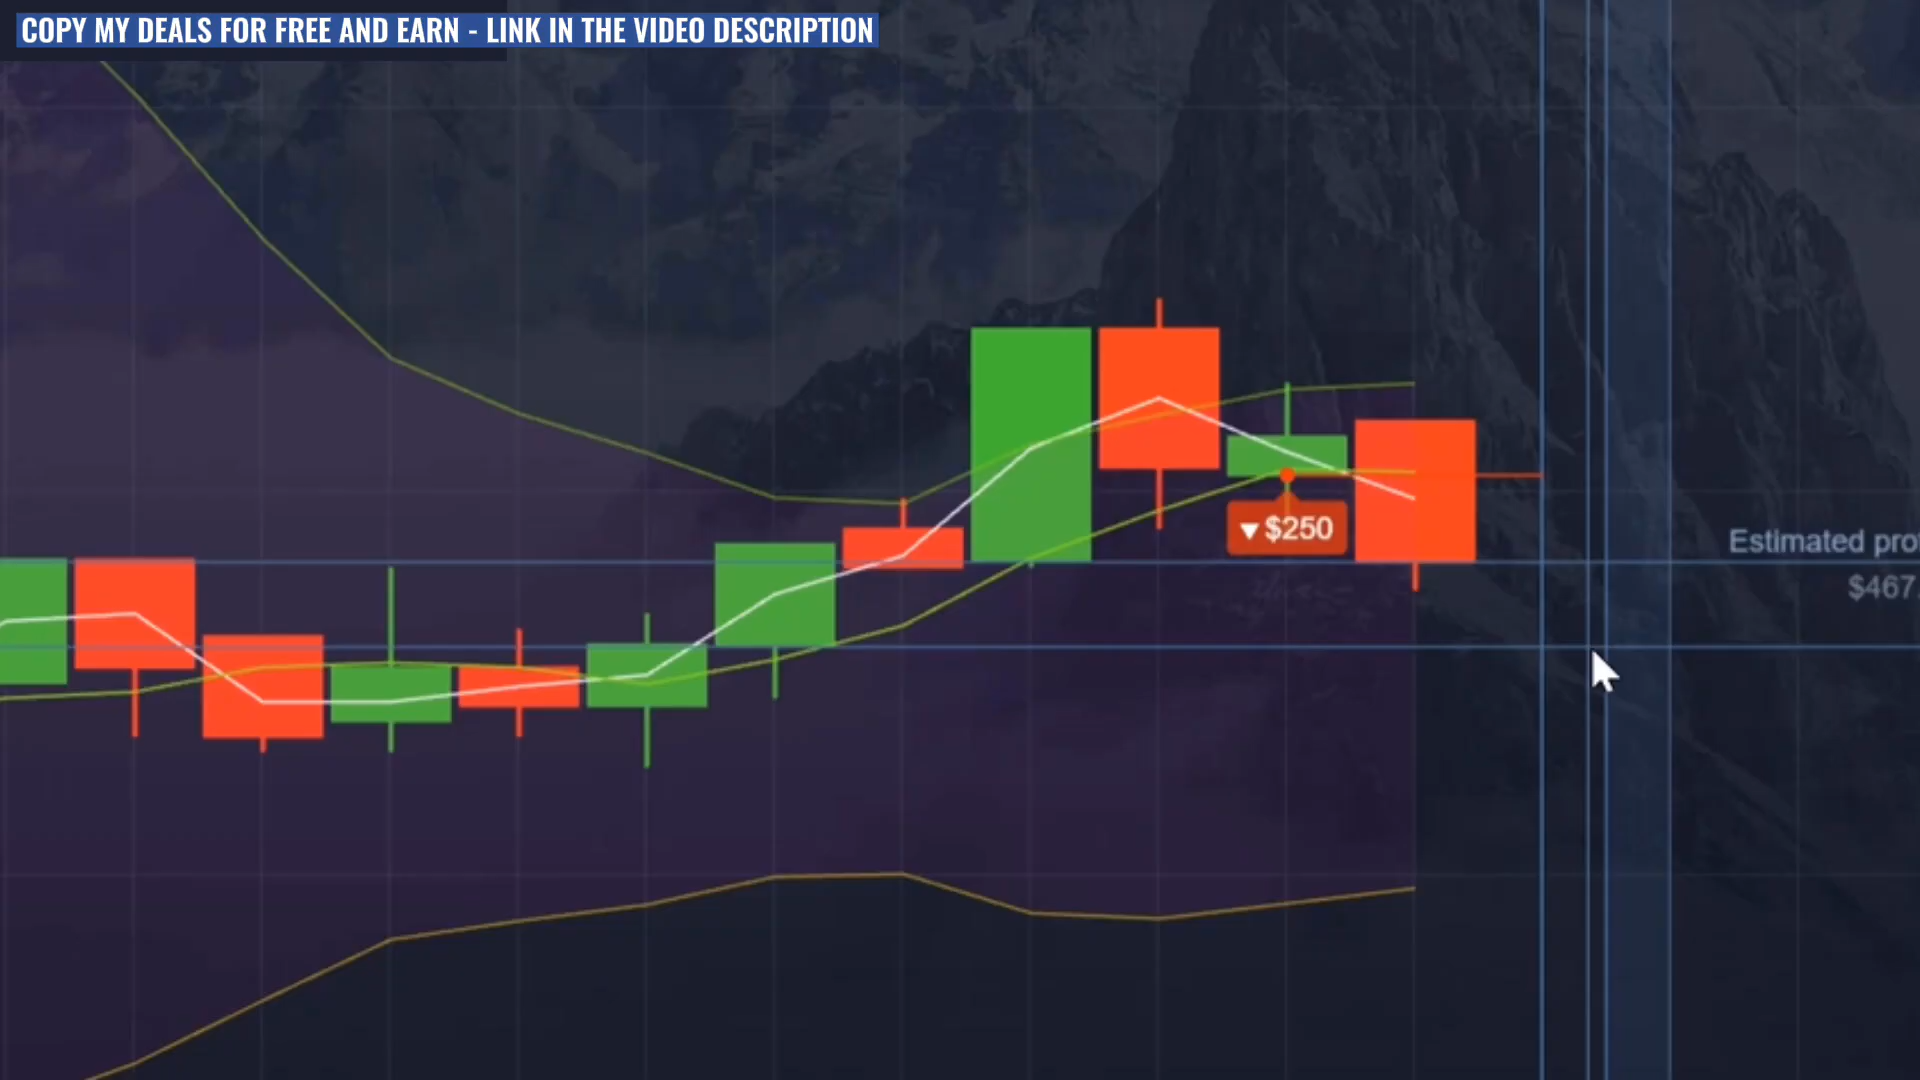 COPY MY DEALS FOR FREE AND EARN - LINK IN THE VIDEO DESCRIPTION
▼$250
Estimated pro
$467.